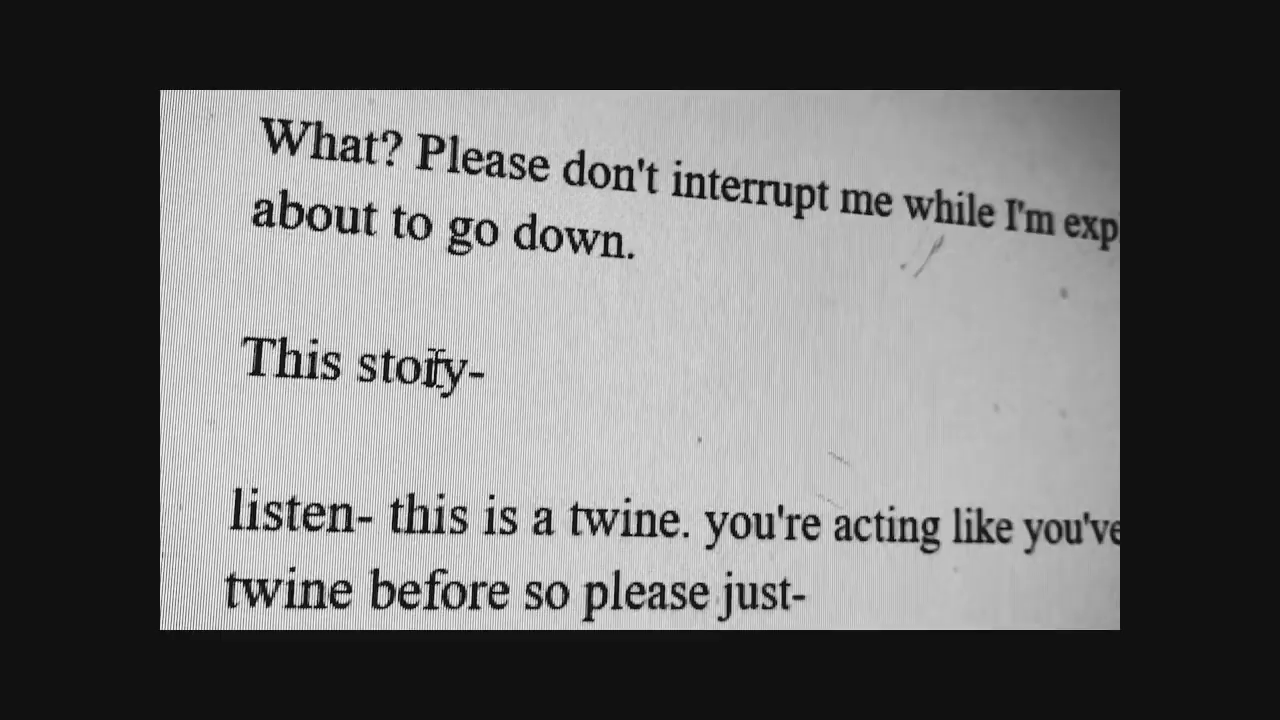 What? Please don't interrupt me while I'm exp
about to go down.
This story-
listen- this is a twine. you're acting like you've
twine before so please just-